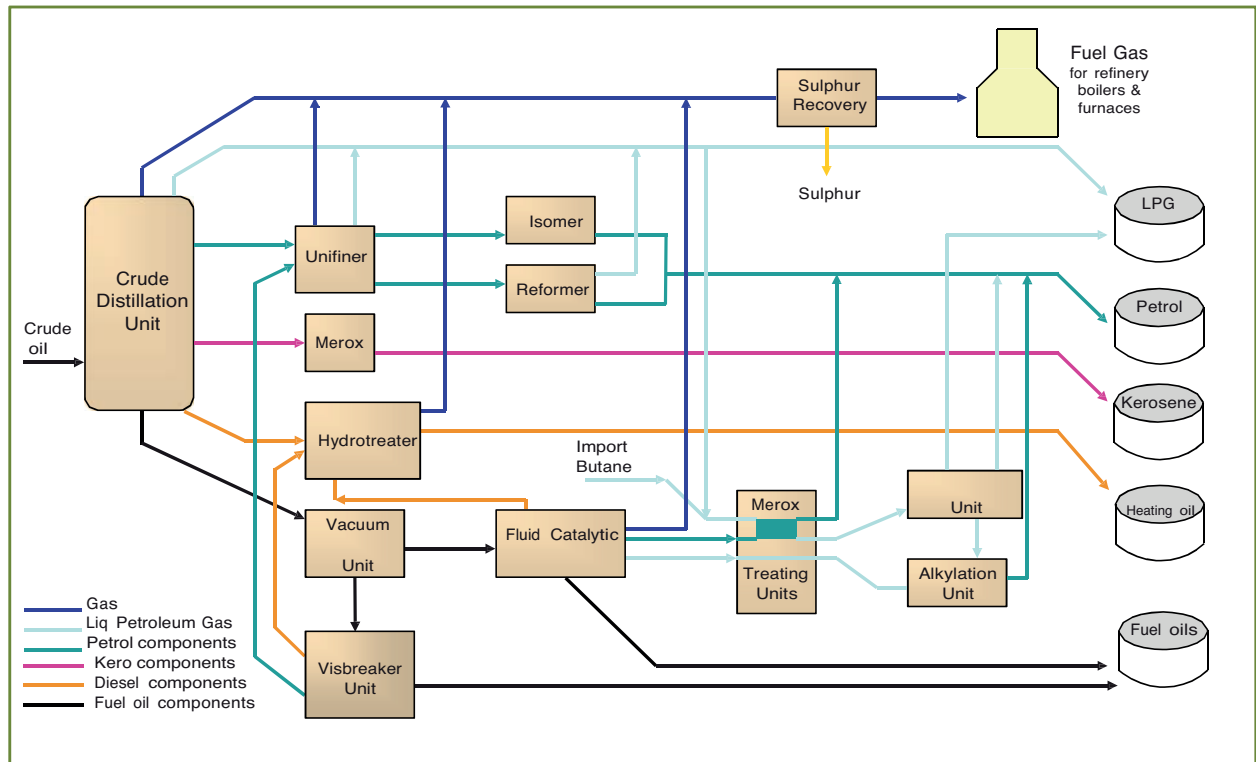 Fuel Gas
for refinery
boilers &
furnaces
Sulphur
Recovery
Sulphur
LPG
Isomer
Unifiner
Reformer
Crude
Distillation
Unit
Petrol
Crude
oil
Merox
Kerosene
Hydrotreater
Import
Butane
Merox
Treating
Units
Unit
Heating oil
Vacuum
Unit
Fluid Catalytic
Alkylation
Unit
Fuel oils
Visbreaker
Unit
Gas
Liq Petroleum Gas
Petrol components
Kero components
Diesel components
Fuel oil components